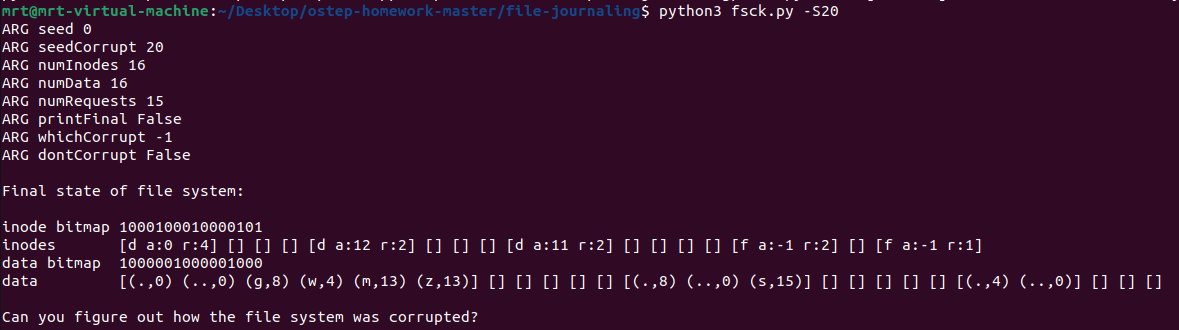 mrt@mrt-virtual-machine:~/Desktop/ostep-homework-master/file-journaling$ python3 fsck.py -S20
ARG seed 0
ARG seedCorrupt 20
ARG numInodes 16
ARG numData 16
ARG numRequests 15
ARG printFinal False
ARG whichCorrupt -1
ARG dontCorrupt False
Final state of file system:
inode bitmap 1000100010000101
inodes [d a:0 r:4] [] [] [] [d a:12 r:2] [] [] [] [d a:11 r:2] [] [] [] [] [f a:-1 r:2] [] [f a:-1 r:1]
data bitmap 1000001000001000
data [(.,0) (..,0) (g,8) (w,4) (m,13) (z,13)] [] [] [] [] [] [(.,8) (..,0) (s,15)] [] [] [] [] [] [(.,4) (..,0)] [] [] []
Can you figure out how the file system was corrupted?